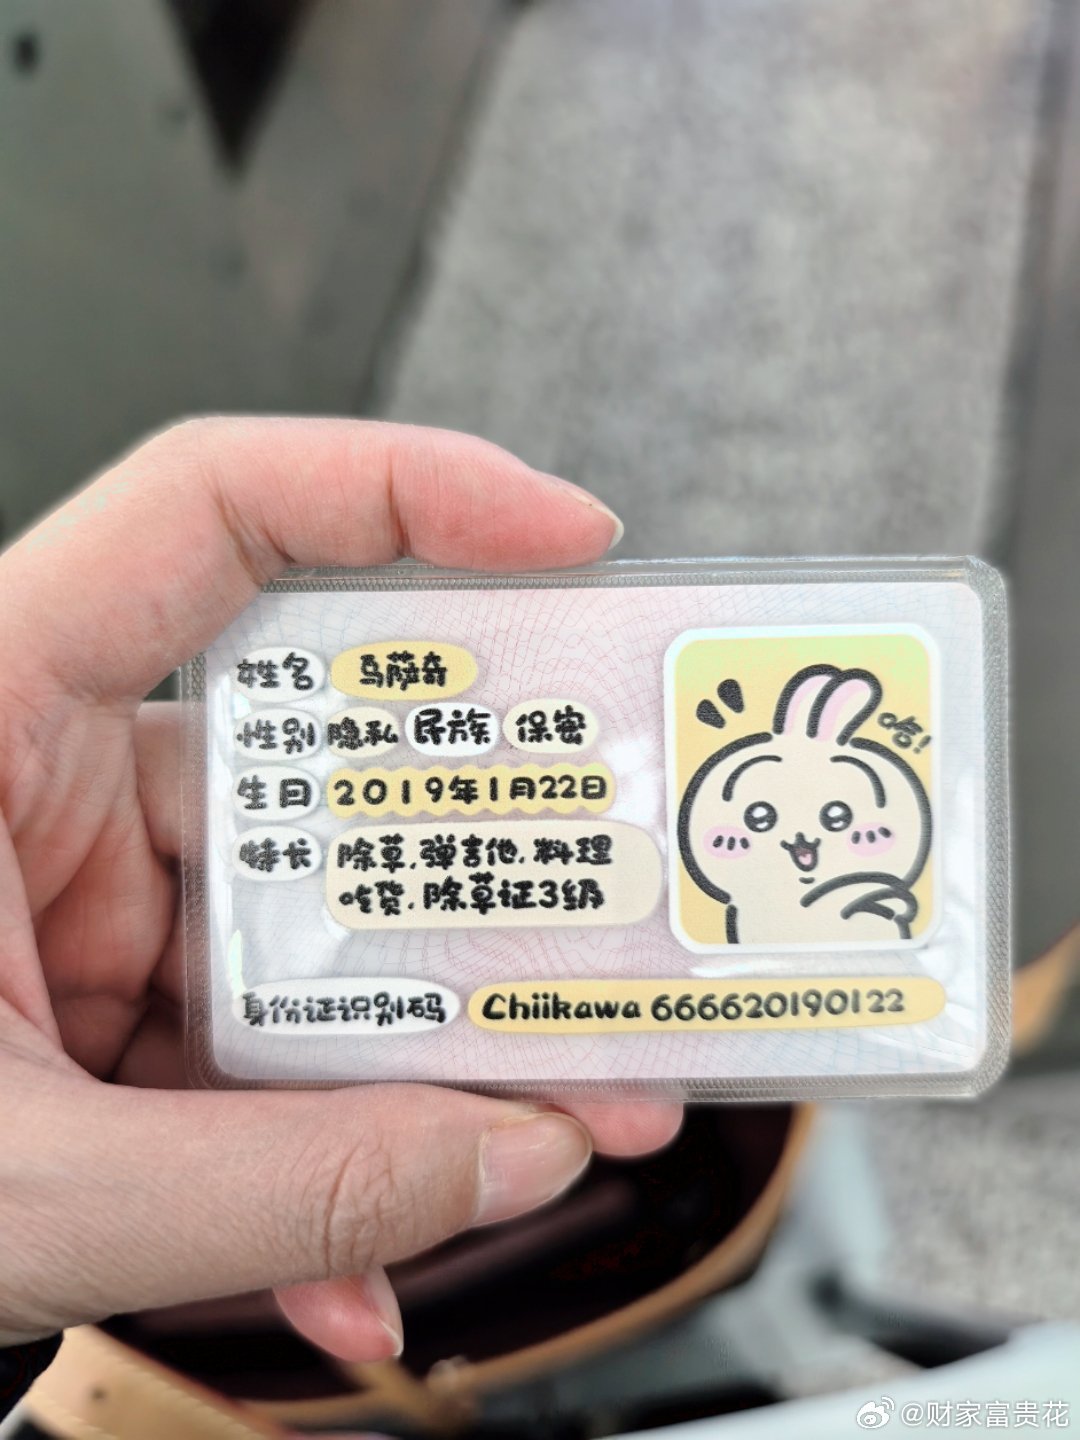 姓名 乌萨奇
性别 隐私 民族 保密
生日 2019年1月22日
特长 除草.弹吉他.料理
吃货.除草证3级
哈!
身份证识别码 Chiikawa 666620190122
@财家富贵花